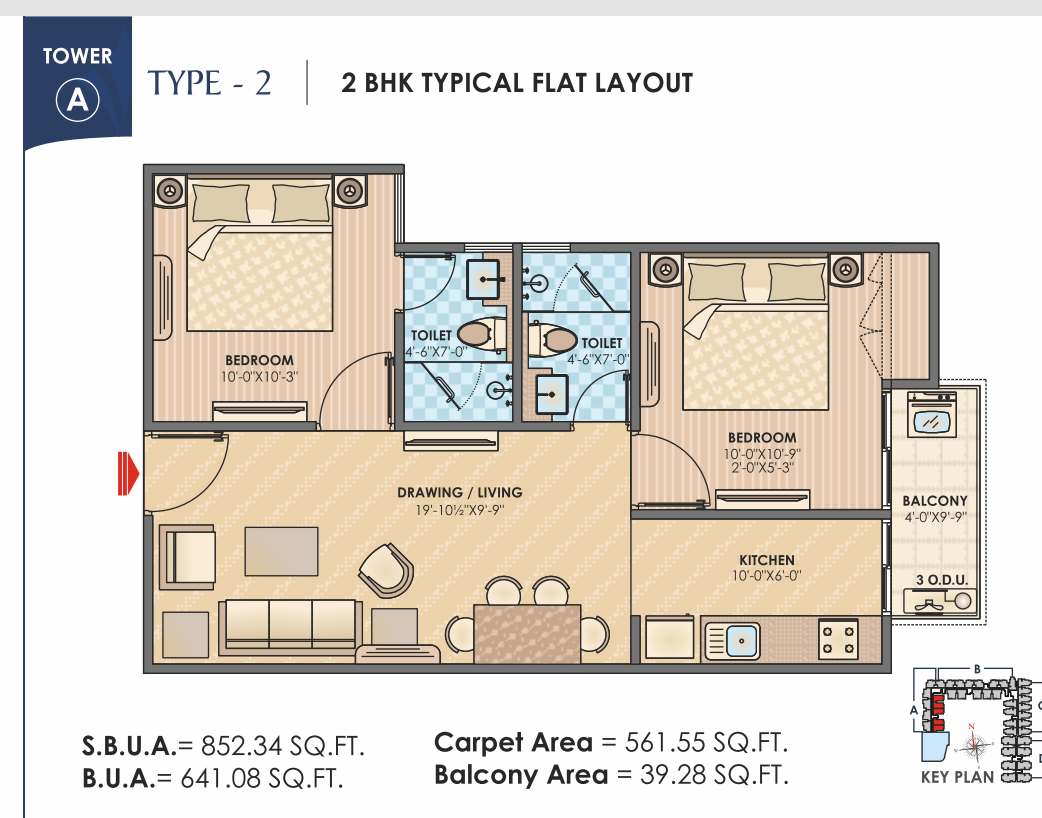 TOWER
A
TYPE - 2
2 BHK TYPICAL FLAT LAYOUT
BEDROOM
10'-0"X10'-3"
TOILET
4'-6"X7'-0"
TOILET
4'-6"X7'-0"
BEDROOM
10'-0"X10'-9"
2'-0"X5'-3"
DRAWING / LIVING
19'-10½"X9'-9"
BALCONY
4'-0"X9'-9"
KITCHEN
10'-0"X6'-0"
3 O.D.U.
S.B.U.A.= 852.34 SQ.FT.
B.U.A.= 641.08 SQ.FT.
Carpet Area = 561.55 SQ.FT.
Balcony Area = 39.28 SQ.FT.
B
A
N
KEY PLAN